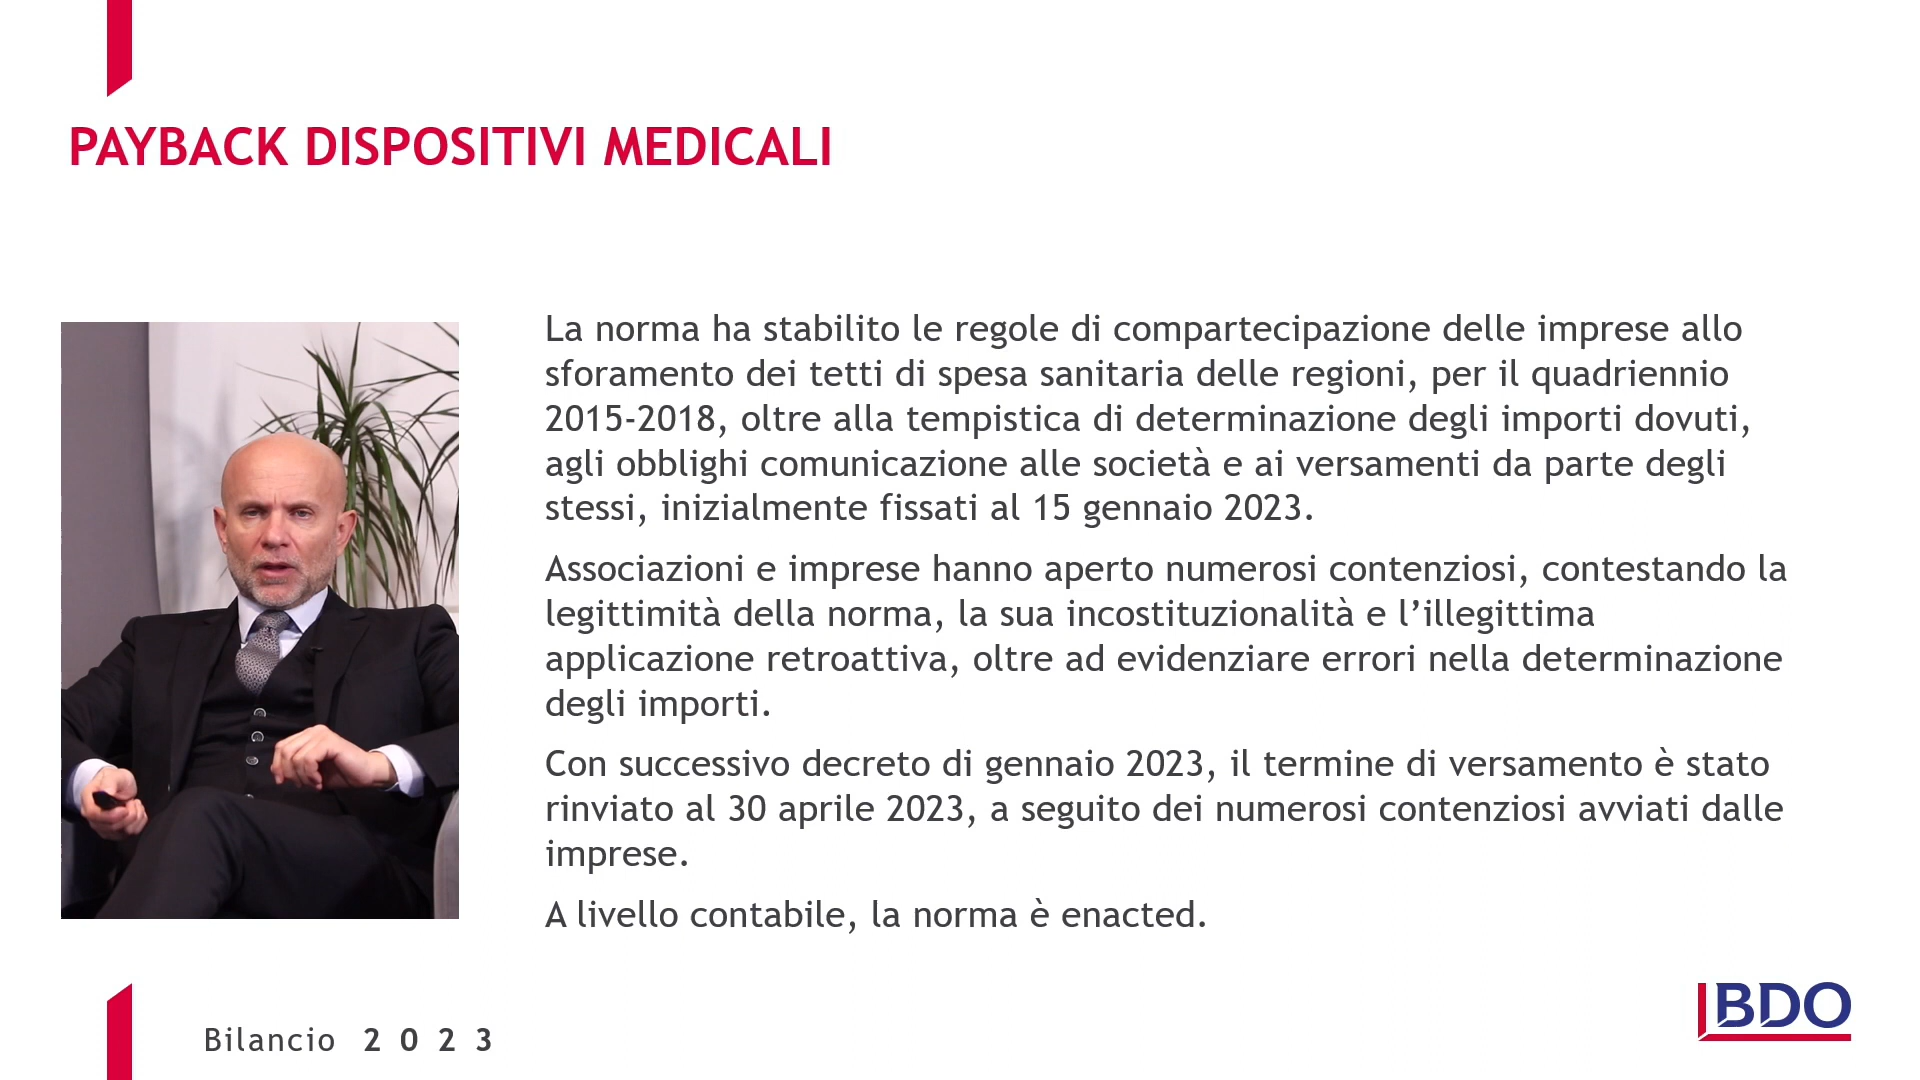 PAYBACK DISPOSITIVI MEDICALI
La norma ha stabilito le regole di compartecipazione delle imprese allo
sforamento dei tetti di spesa sanitaria delle regioni, per il quadriennio
2015-2018, oltre alla tempistica di determinazione degli importi dovuti,
agli obblighi comunicazione alle società e ai versamenti da parte degli
stessi, inizialmente fissati al 15 gennaio 2023.
Associazioni e imprese hanno aperto numerosi contenziosi, contestando la
legittimità della norma, la sua incostituzionalità e l’illegittima
applicazione retroattiva, oltre ad evidenziare errori nella determinazione
degli importi.
Con successivo decreto di gennaio 2023, il termine di versamento è stato
rinviato al 30 aprile 2023, a seguito dei numerosi contenziosi avviati dalle
imprese.
A livello contabile, la norma è enacted.
Bilancio 2023
BDO